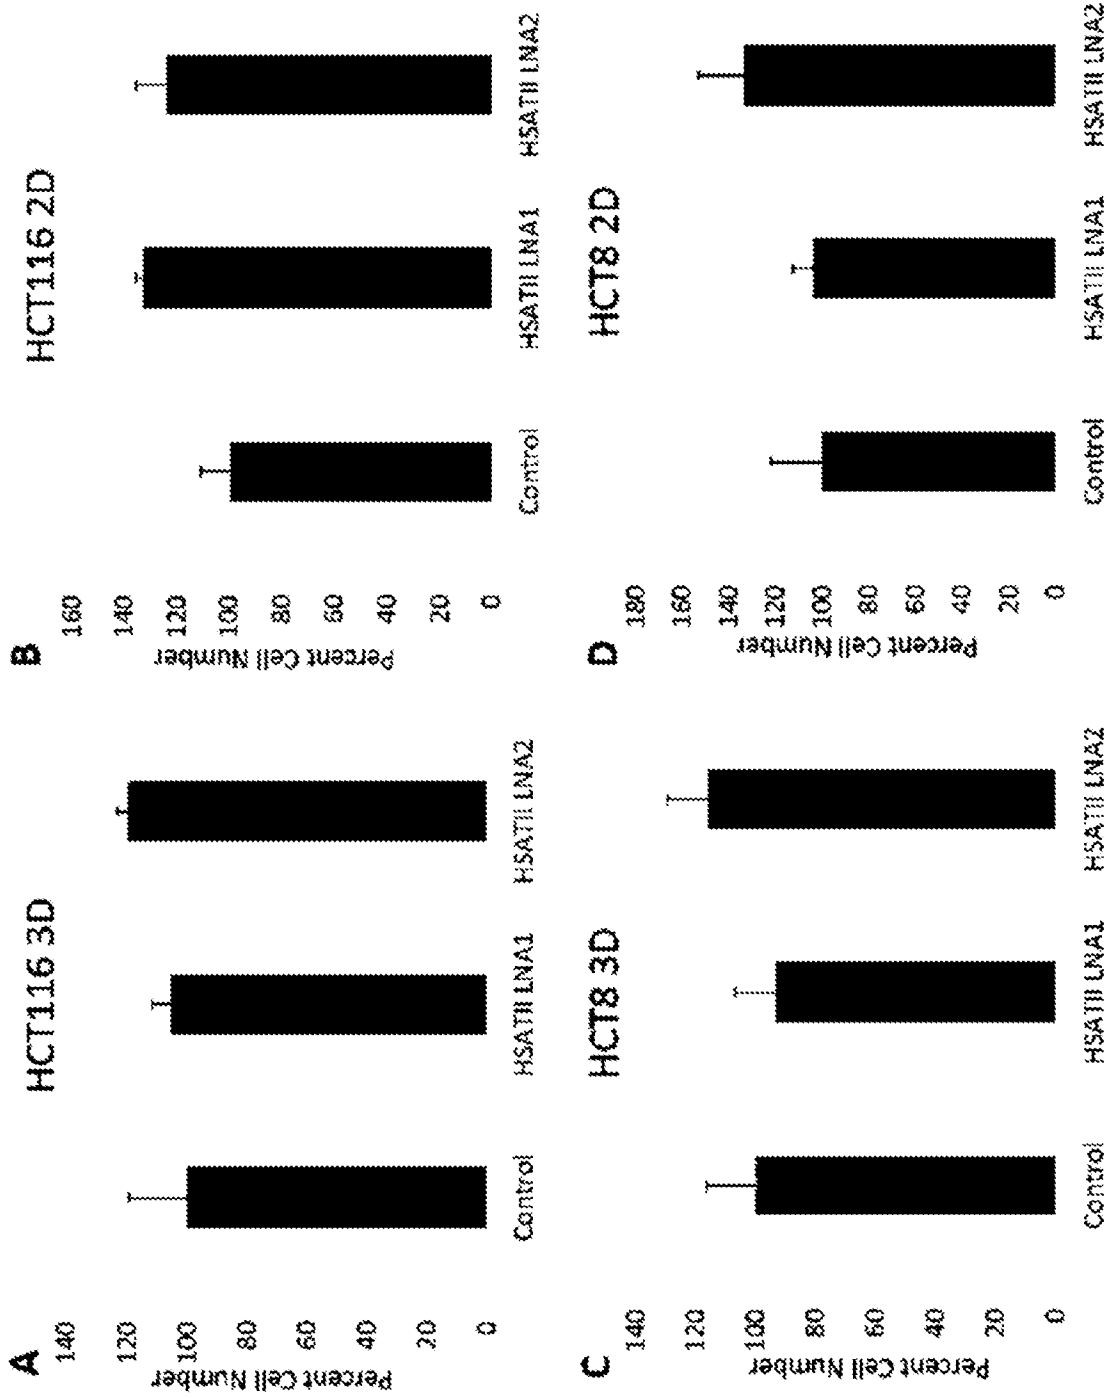 A
HCT116 3D
Percent Cell Number
140
120
100
80
60
40
20
0
Control
HSATII LNA1
HSATII LNA2
B
HCT116 2D
Percent Cell Number
160
140
120
100
80
60
40
20
0
Control
HSATII LNA1
HSATII LNA2
C
HCT8 3D
Percent Cell Number
140
120
100
80
60
40
20
0
Control
HSATII LNA1
HSATII LNA2
D
HCT8 2D
Percent Cell Number
180
160
140
120
100
80
60
40
20
0
Control
HSATII LNA1
HSATII LNA2